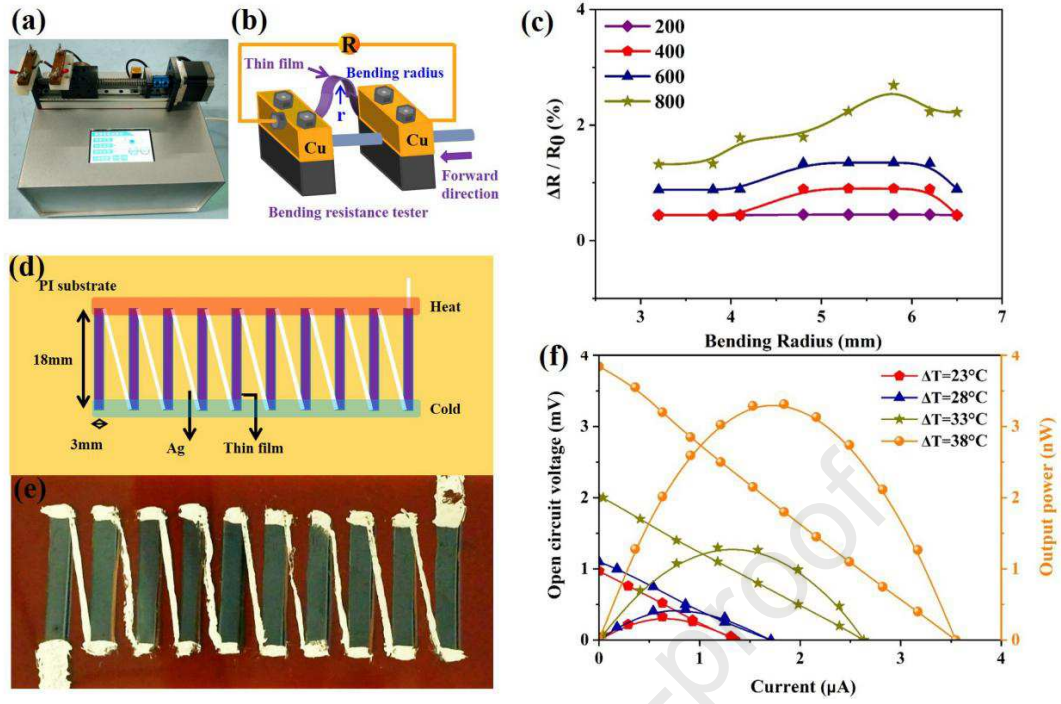 (a)
(b)
R
Thin film
Bending radius
r
Cu
Cu
Forward
direction
Bending resistance tester
(c)
200
400
600
800
4
2
0
ΔR / R0 (%)
3
4
5
6
7
Bending Radius (mm)
(d)
PI substrate
Heat
18mm
Cold
3mm
Ag
Thin film
(e)
(f)
ΔT=23°C
ΔT=28°C
ΔT=33°C
ΔT=38°C
4
3
2
1
0
Open circuit voltage (mV)
4
3
2
1
0
Output power (nW)
0
1
2
3
4
Current (μA)